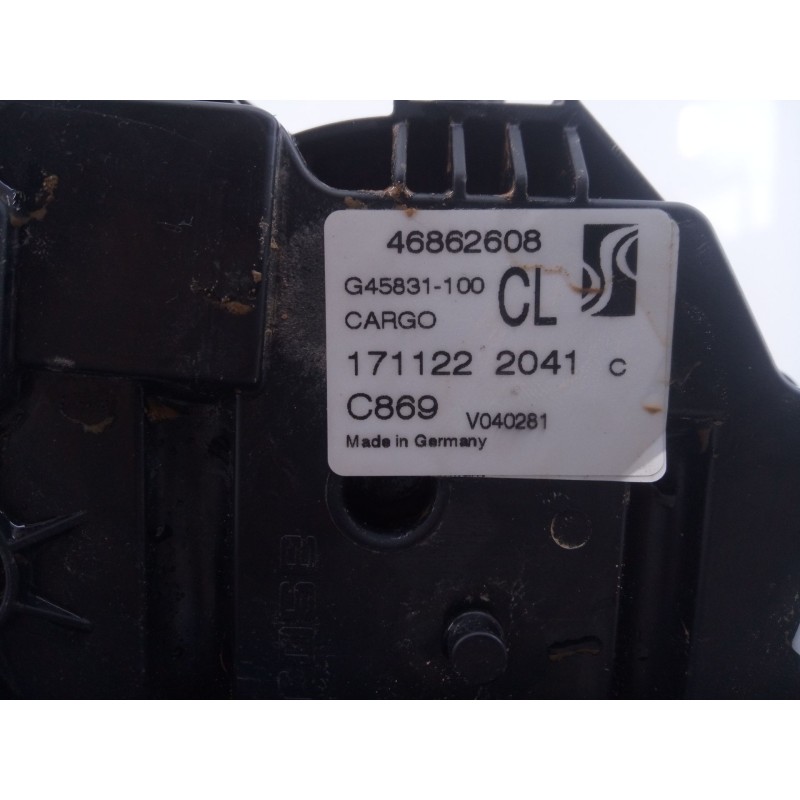 46862608
G45831-100
CL
CARGO
171122 2041 C
C869 V040281
Made in Germany